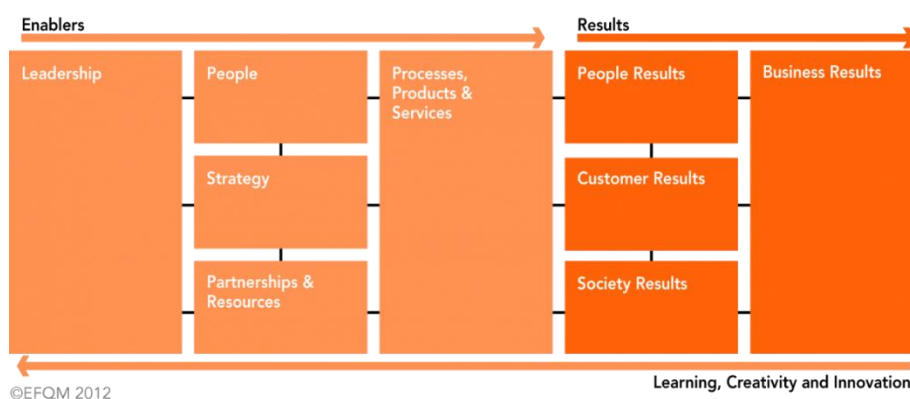 Enablers
Results
Leadership
People
Processes,
Products &
Services
People Results
Business Results
Strategy
Customer Results
Partnerships &
Resources
Society Results
Learning, Creativity and Innovation
©EFQM 2012